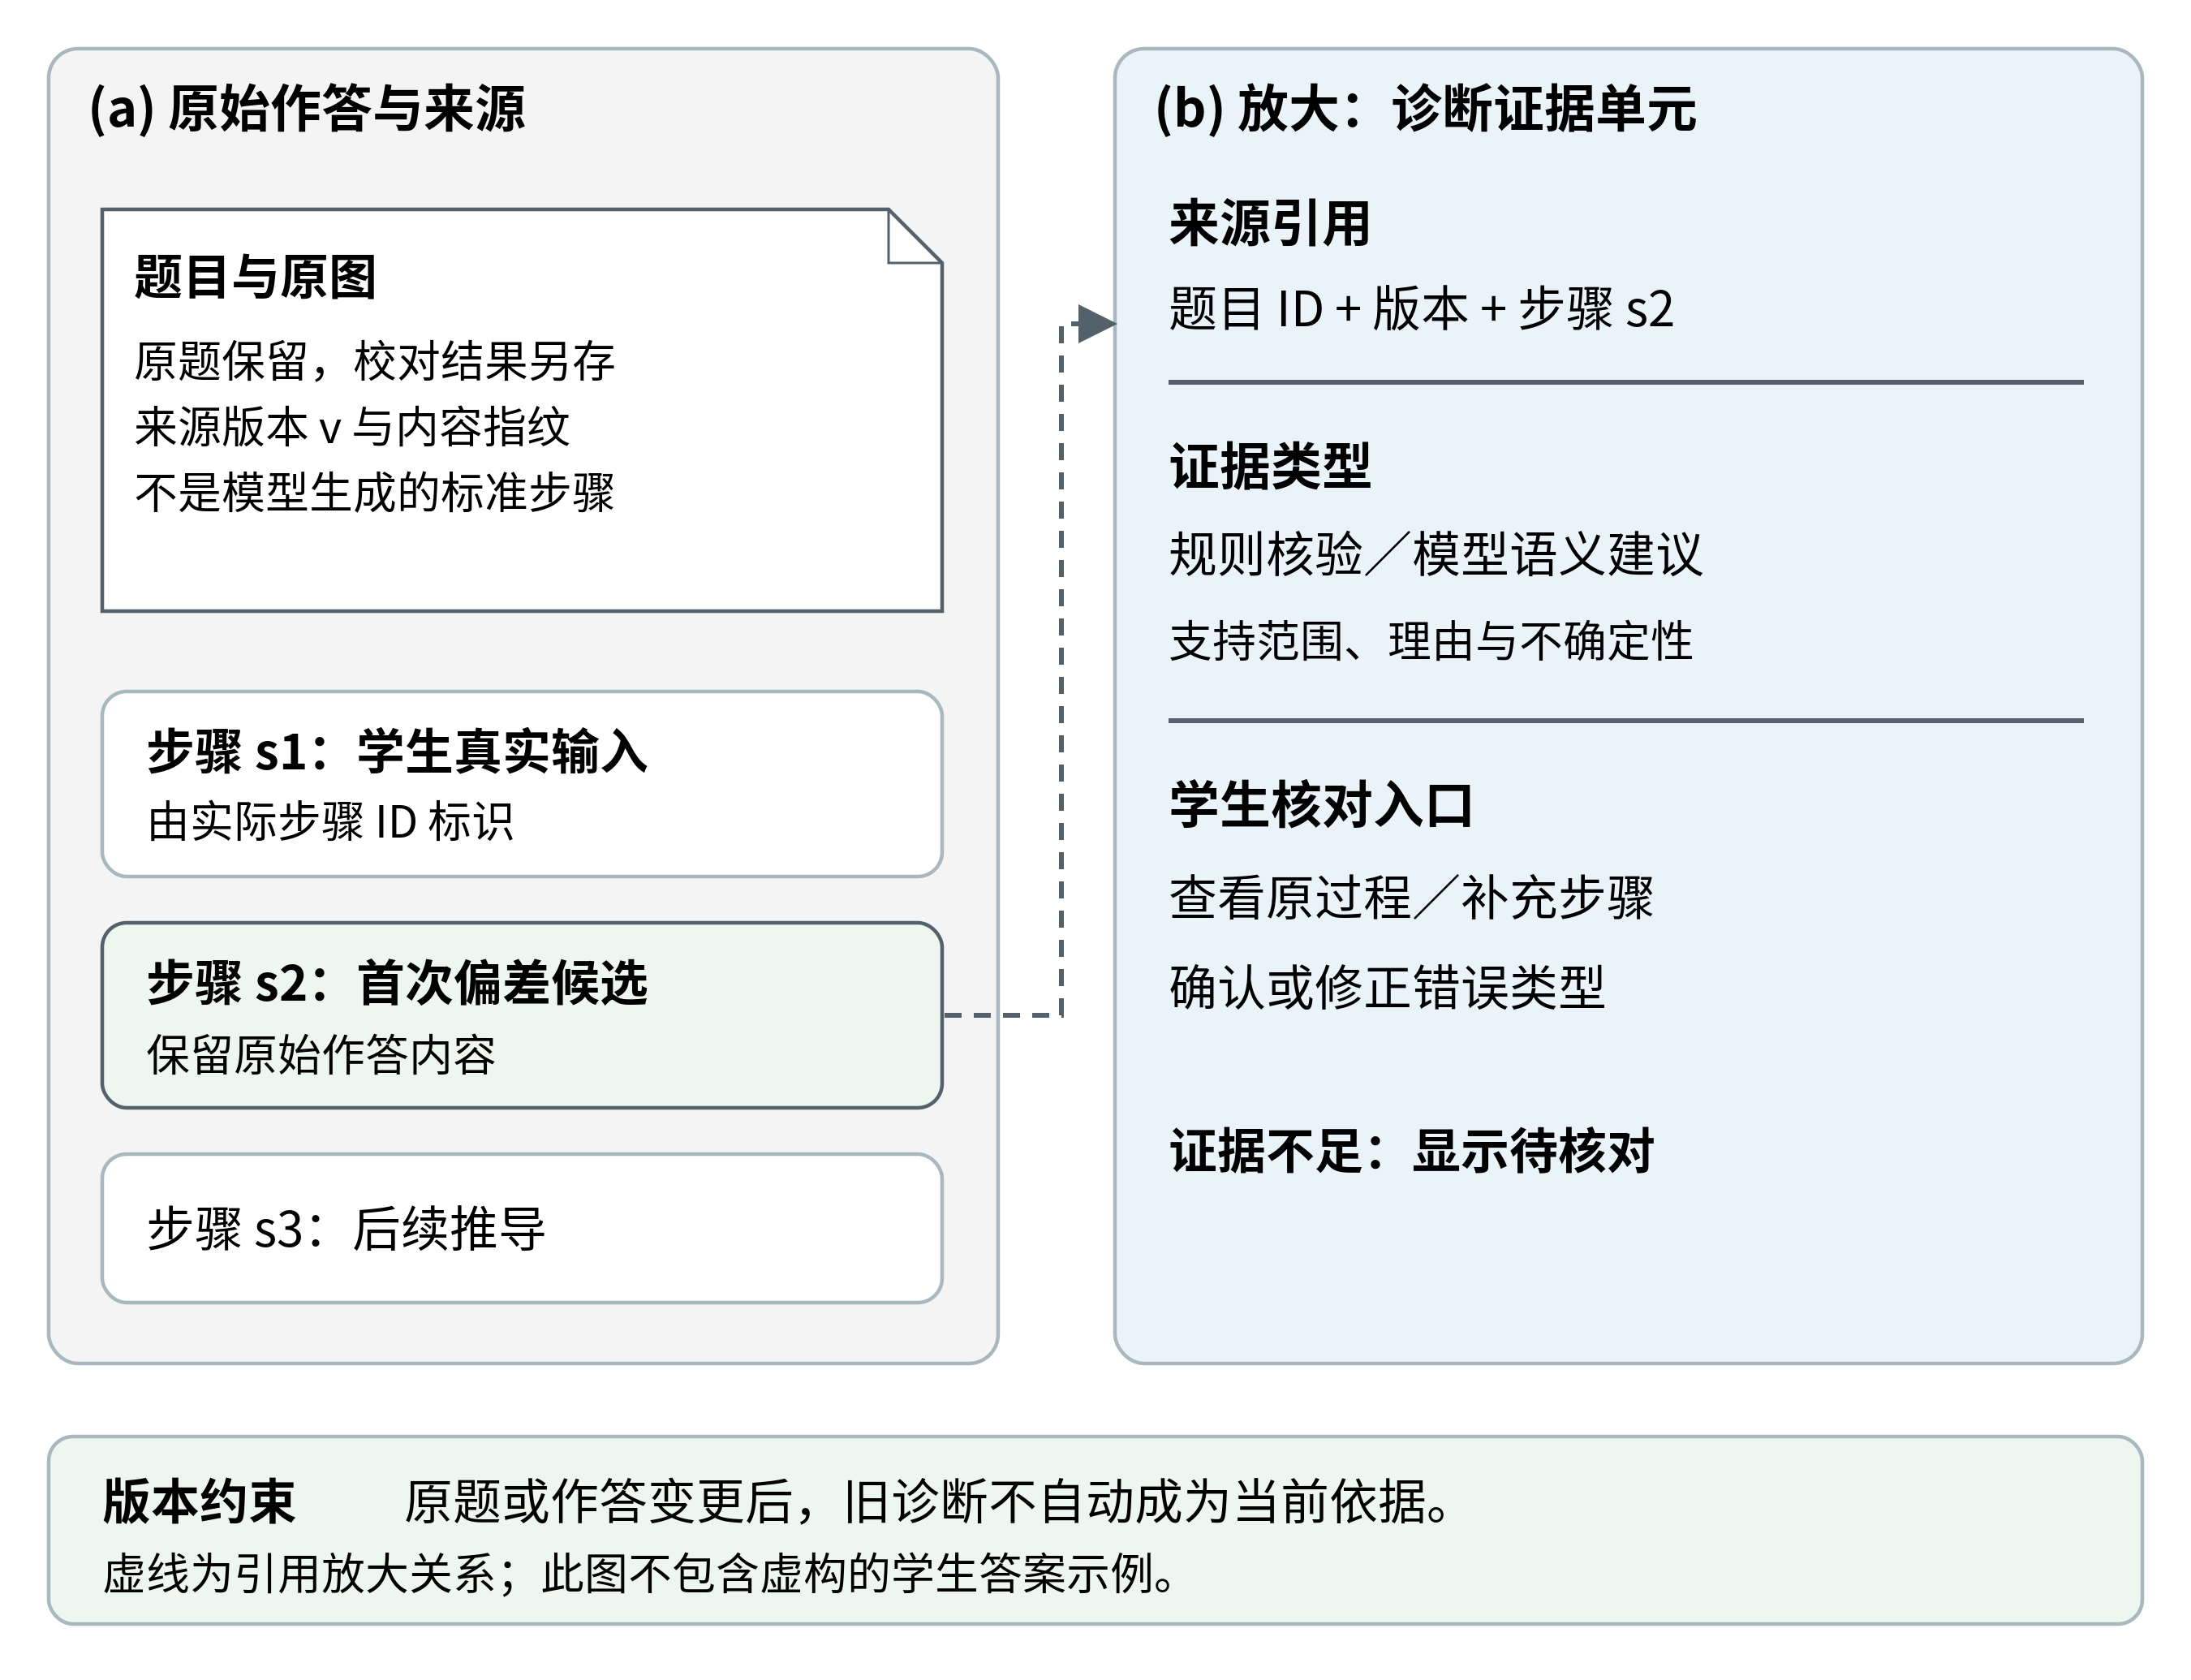 (a) 原始作答与来源
题目与原图
原题保留，校对结果另存
来源版本 v 与内容指纹
不是模型生成的标准步骤
步骤 s1：学生真实输入
由实际步骤 ID 标识
步骤 s2：首次偏差候选
保留原始作答内容
步骤 s3：后续推导
(b) 放大：诊断证据单元
来源引用
题目 ID + 版本 + 步骤 s2
证据类型
规则核验／模型语义建议
支持范围、理由与不确定性
学生核对入口
查看原过程／补充步骤
确认或修正错误类型
证据不足：显示待核对
版本约束 原题或作答变更后，旧诊断不自动成为当前依据。
虚线为引用放大关系；此图不包含虚构的学生答案示例。